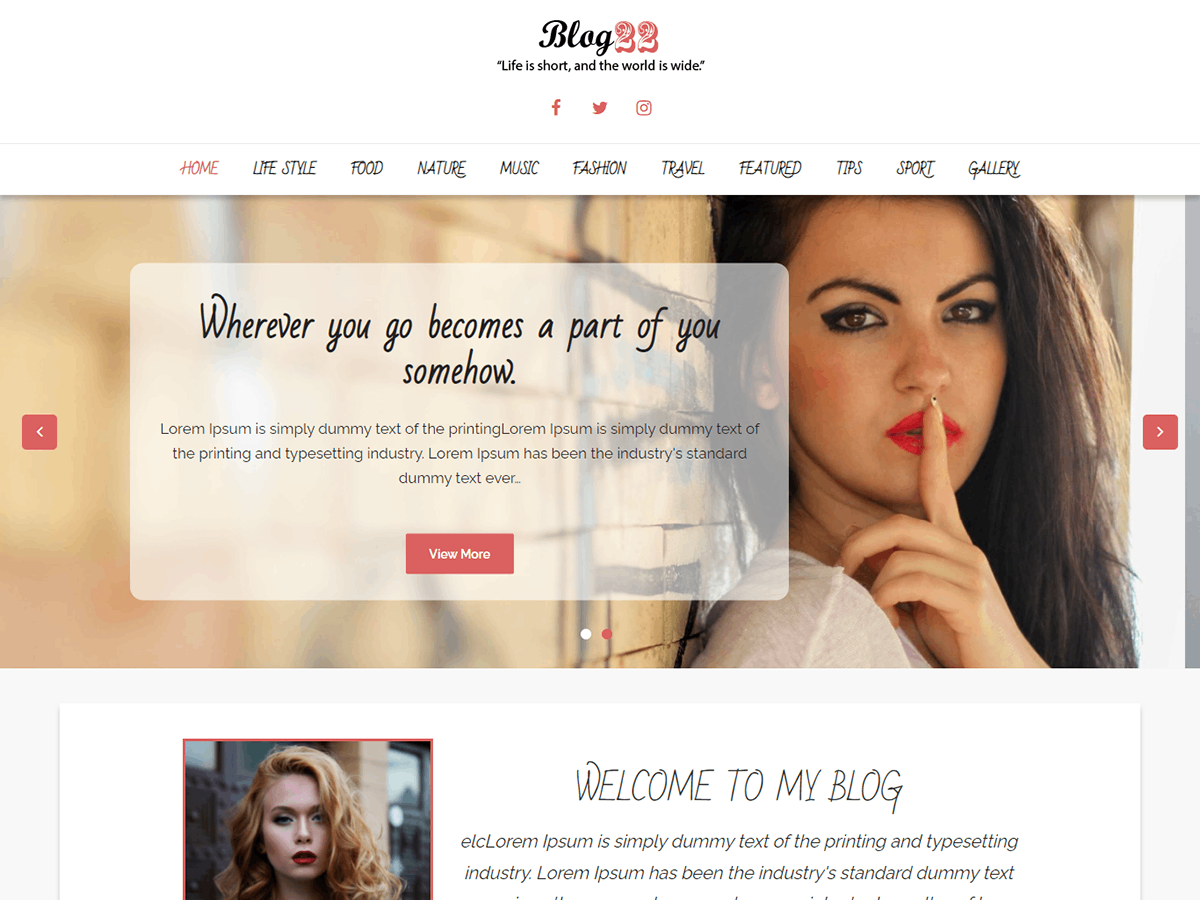 Blog22
“Life is short, and the world is wide.”
HOME LIFE STYLE FOOD NATURE MUSIC FASHION TRAVEL FEATURED TIPS SPORT GALLERY
Wherever you go becomes a part of you
somehow.
Lorem Ipsum is simply dummy text of the printingLorem Ipsum is simply dummy text of
the printing and typesetting industry. Lorem Ipsum has been the industry's standard
dummy text ever...
View More
WELCOME TO MY BLOG
elcLorem Ipsum is simply dummy text of the printing and typesetting
industry. Lorem Ipsum has been the industry's standard dummy text